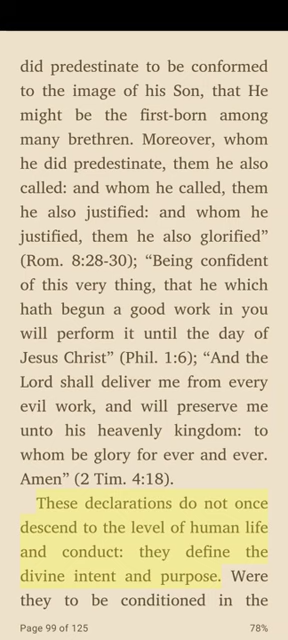 did predestinate to be conformed
to the image of his Son, that He
might be the first-born among
many brethren. Moreover, whom
he did predestinate, them he also
called: and whom he called, them
he also justified: and whom he
justified, them he also glorified”
(Rom. 8:28-30); “Being confident
of this very thing, that he which
hath begun a good work in you
will perform it until the day of
Jesus Christ” (Phil. 1:6); “And the
Lord shall deliver me from every
evil work, and will preserve me
unto his heavenly kingdom: to
whom be glory for ever and ever.
Amen” (2 Tim. 4:18).
These declarations do not once
descend to the level of human life
and conduct: they define the
divine intent and purpose. Were
they to be conditioned in the
Page 99 of 125 78%